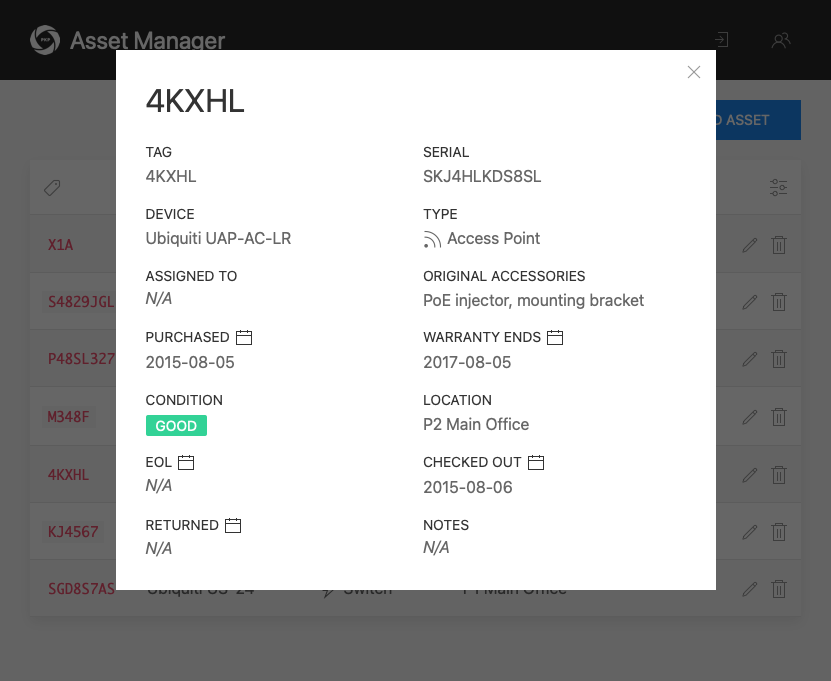 Asset Manager
4KXHL
ASSET
TAG
4KXHL
SERIAL
SKJ4HLKDS8SL
DEVICE
Ubiquiti UAP-AC-LR
TYPE
Access Point
ASSIGNED TO
N/A
ORIGINAL ACCESSORIES
PoE injector, mounting bracket
PURCHASED
2015-08-05
WARRANTY ENDS
2017-08-05
CONDITION
GOOD
LOCATION
P2 Main Office
EOL
N/A
CHECKED OUT
2015-08-06
RETURNED
N/A
NOTES
N/A
X1A
S4829JGL
P48SL327
M348F
4KXHL
KJ4567
SGD8S7AS Ubiquiti US-24 Switch Main Office